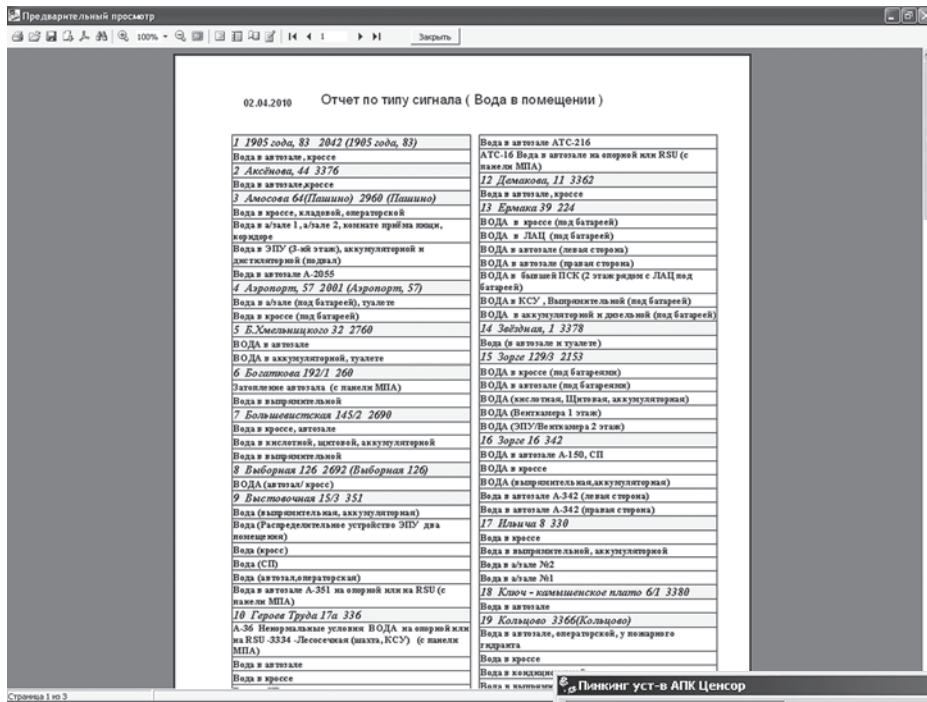 Предварительный просмотр
100%
1
Закрыть
02.04.2010 Отчет по типу сигнала ( Вода в помещении )
1 1905 года, 83 2042 (1905 года, 83)
Вода в автозале, кроссе
2 Аксёнова, 44 3376
Вода в автозале,кроссе
3 Амосова 64(Пашино) 2960 (Пашино)
Вода в кроссе, кладовой, операторской
Вода в а/зале 1, а/зале 2, комнате приёма пищи,
коридоре
Вода в ЭПУ (3-ий этаж), аккумуляторной и
дистиляторной (подвал)
Вода в автозале А-2055
4 Аэропорт, 57 2001 (Аэропорт, 57)
Вода в а/зале (под батареей), туалете
Вода в кроссе (под батареей)
5 Б.Хмельницкого 32 2760
ВОДА в автозале
ВОДА в аккумуляторной, туалете
6 Богаткова 192/1 260
Затопление автозала (с панели МПА)
Вода в выпрямительной
7 Большевистская 145/2 2690
Вода в кроссе, автозале
Вода в кислотной, щитовой, аккумуляторной
Вода в выпрямительной
8 Выборная 126 2692 (Выборная 126)
ВОДА (автозал/ кросс)
9 Выстовочная 15/3 351
Вода (выпрямительная, аккумуляторная)
Вода (Распределительное устройство ЭПУ два
помещения)
Вода (кросс)
Вода (СП)
Вода (автозал,операторская)
Вода в автозале А-351 на опорной или на RSU (с
панели МПА)
10 Героев Труда 17а 336
А-36 Ненормальные условия ВОДА на опорной или
на RSU -3334 -Лесосечная (шахта, КСУ) (с панели
МПА)
Вода в автозале
Вода в кроссе
Вода в автозале АТС-216
АТС-16 Вода в автозале на опорной или RSU (с
панели МПА)
12 Демакова, 11 3362
Вода в автозале, кроссе
13 Ермака 39 224
ВОДА в кроссе (под батареей)
ВОДА в ЛАЦ (под батареей)
ВОДА в автозале (левая сторона)
ВОДА в автозале (правая сторона)
ВОДА в бывшей ПСК (2 этаж рядом с ЛАЦ под
батареей)
ВОДА в КСУ , Выпрямительной (под батареей)
ВОДА в аккумуляторной и дизельной (под батареей)
14 Звёздная, 1 3378
Вода (в автозале и туалете)
15 Зорге 129/3 2153
ВОДА в кроссе (под батареями)
ВОДА в автозале (под батареями)
ВОДА (кислотная, Щитовая, аккумуляторная)
ВОДА (Венткамера 1 этаж)
ВОДА (ЭПУ/Венткамера 2 этаж)
16 Зорге 16 342
ВОДА в автозале А-150, СП
ВОДА в кроссе
ВОДА (выпрямительная,аккумуляторная)
Вода в автозале А-342 (левая сторона)
Вода в автозале А-342 (правая сторона)
17 Ильича 8 330
Вода в кроссе
Вода в выпрямительной, аккумуляторной
Вода в а/зале №2
Вода в а/зале №1
18 Ключ - камышенское плато 6/1 3380
Вода в автозале
19 Кольцово 3366(Кольцово)
Вода в автозале, операторской, у пожарного
гидранта
Вода в кроссе
Вода в
Вода в
Страница 1 из 3
Пинкинг уст-в АПК Ценсор